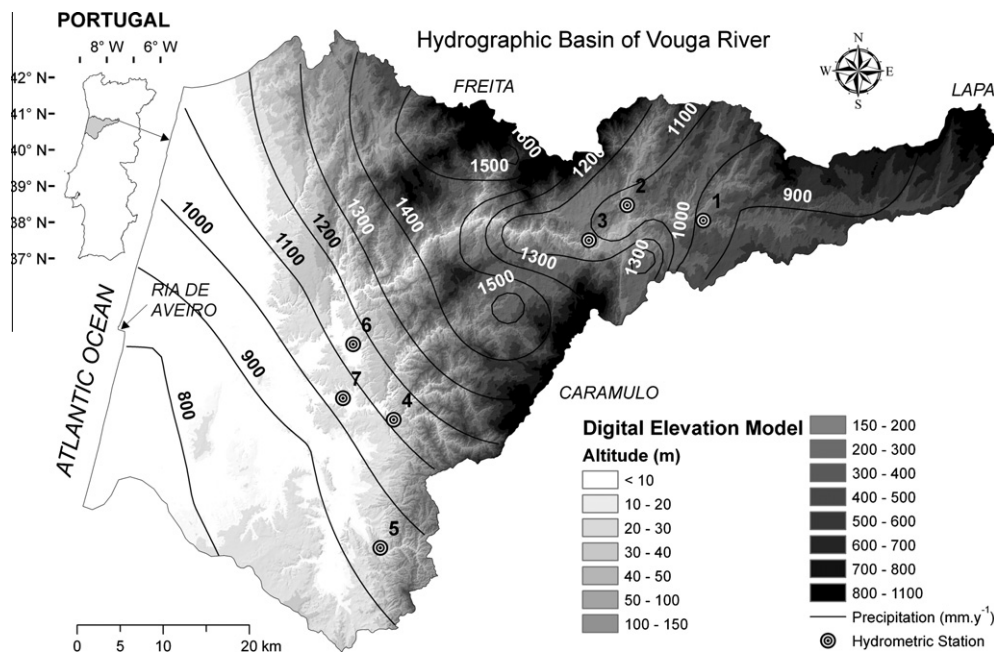 PORTUGAL
8° W 6° W
42° N
41° N
40° N
39° N
38° N
37° N
Hydrographic Basin of Vouga River
N
W E
S
FREITA
LAPA
CARAMULO
RIA DE
AVEIRO
ATLANTIC OCEAN
1600
1500
1200
1100
1000
900
1300
1300
1500
1400
1300
1200
1100
1000
900
800
1
2
3
4
5
6
7
Digital Elevation Model
Altitude (m)
< 10
10 - 20
20 - 30
30 - 40
40 - 50
50 - 100
100 - 150
150 - 200
200 - 300
300 - 400
400 - 500
500 - 600
600 - 700
700 - 800
800 - 1100
Precipitation (mm.y⁻¹)
Hydrometric Station
0 5 10 20 km